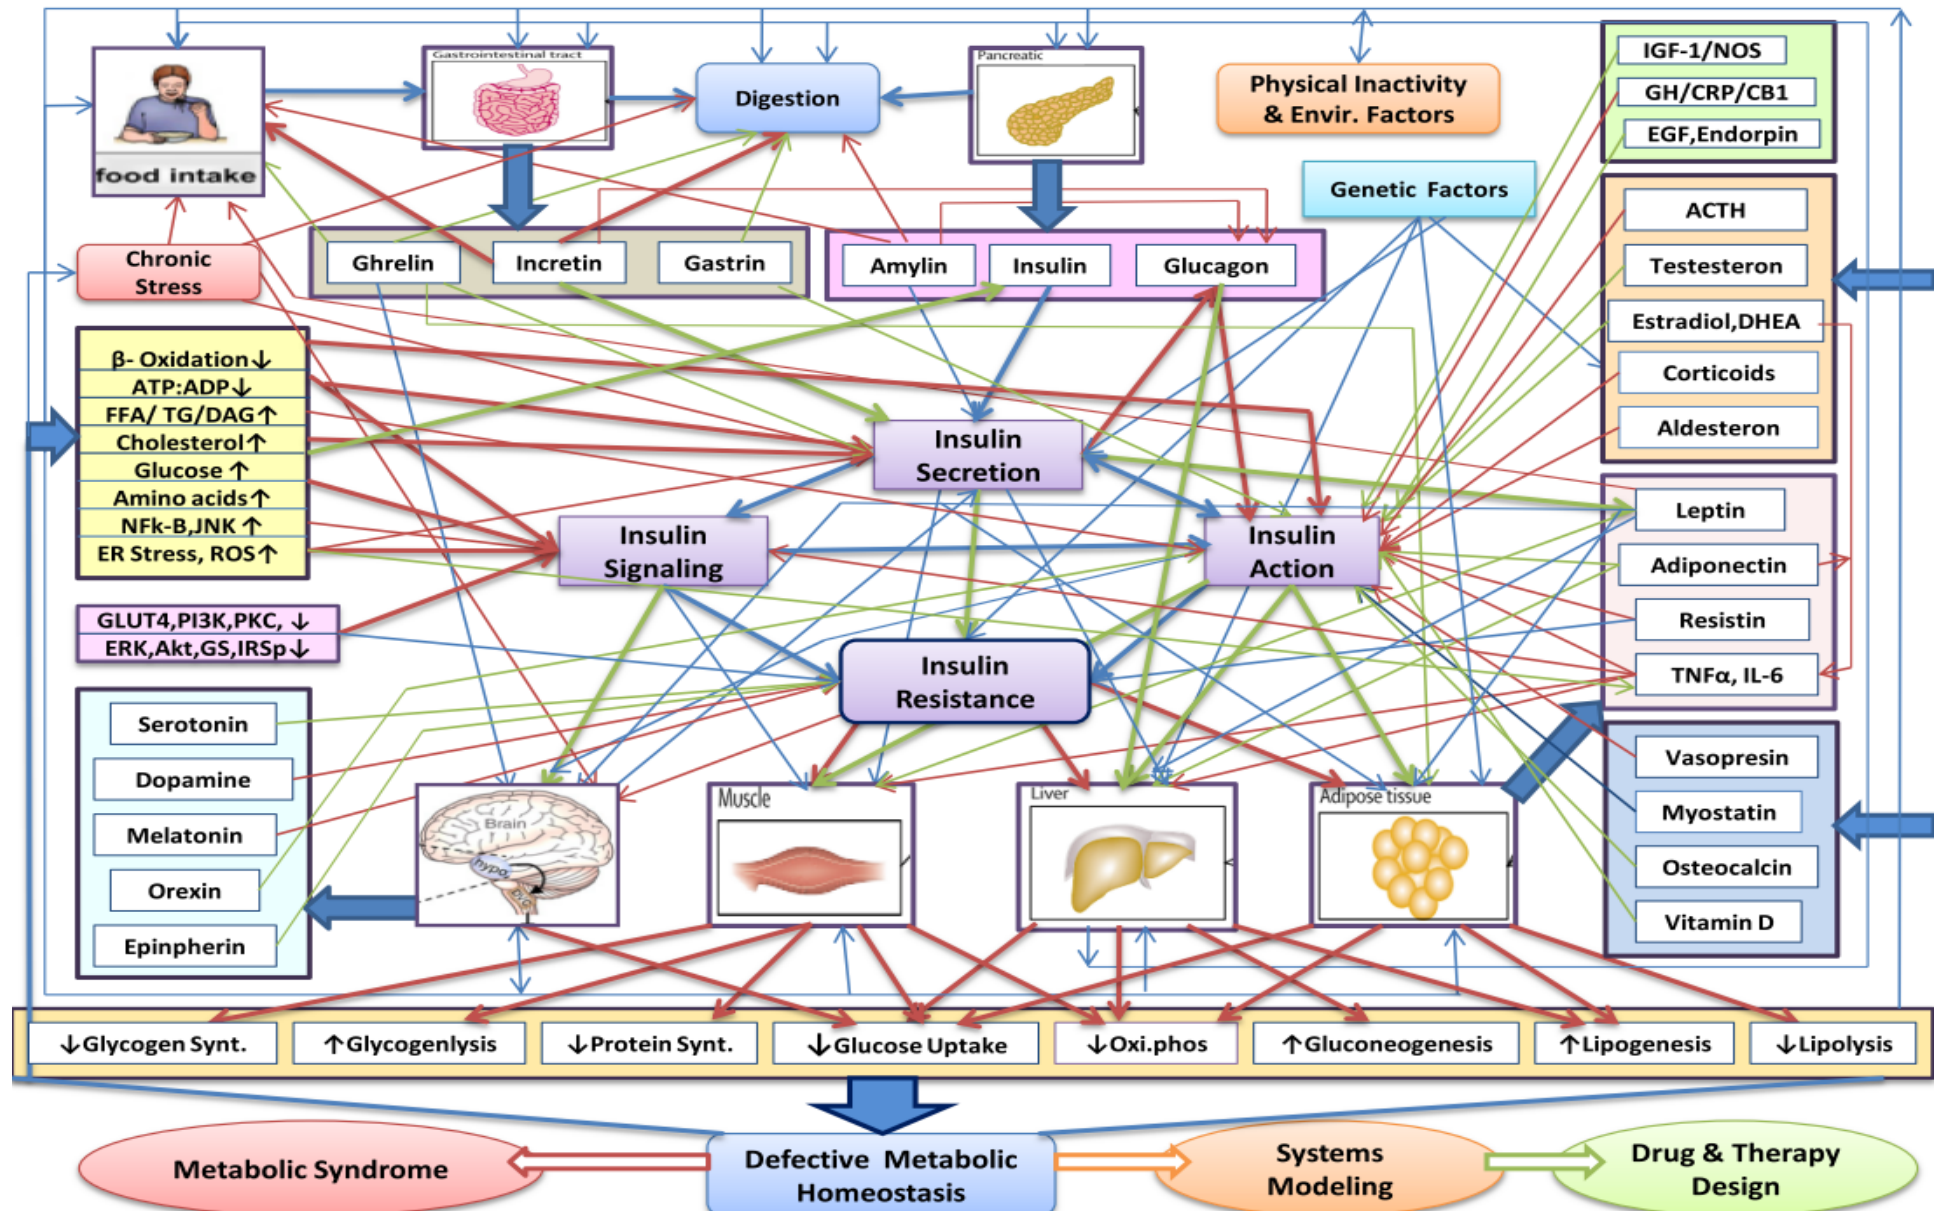 Gastrointestinal tract
Pancreatic
food intake
Digestion
Physical Inactivity
& Envir. Factors
IGF-1/NOS
GH/CRP/CB1
EGF,Endorpin
Genetic Factors
Chronic
Stress
Ghrelin
Incretin
Gastrin
Amylin
Insulin
Glucagon
ACTH
Testesteron
Estradiol,DHEA
Corticoids
Aldesteron
β- Oxidation↓
ATP:ADP↓
FFA/ TG/DAG↑
Cholesterol↑
Glucose ↑
Amino acids↑
NFk-B,JNK ↑
ER Stress, ROS↑
Insulin
Secretion
Insulin
Signaling
Insulin
Action
Insulin
Resistance
Leptin
Adiponectin
Resistin
TNFα, IL-6
GLUT4,PI3K,PKC, ↓
ERK,Akt,GS,IRSp↓
Serotonin
Dopamine
Melatonin
Orexin
Epinpherin
Brain
hypo
Muscle
Liver
Adipose tissue
Vasopresin
Myostatin
Osteocalcin
Vitamin D
↓Glycogen Synt.
↑Glycogenlysis
↓Protein Synt.
↓Glucose Uptake
↓Oxi.phos
↑Gluconeogenesis
↑Lipogenesis
↓Lipolysis
Metabolic Syndrome
Defective Metabolic
Homeostasis
Systems
Modeling
Drug & Therapy
Design